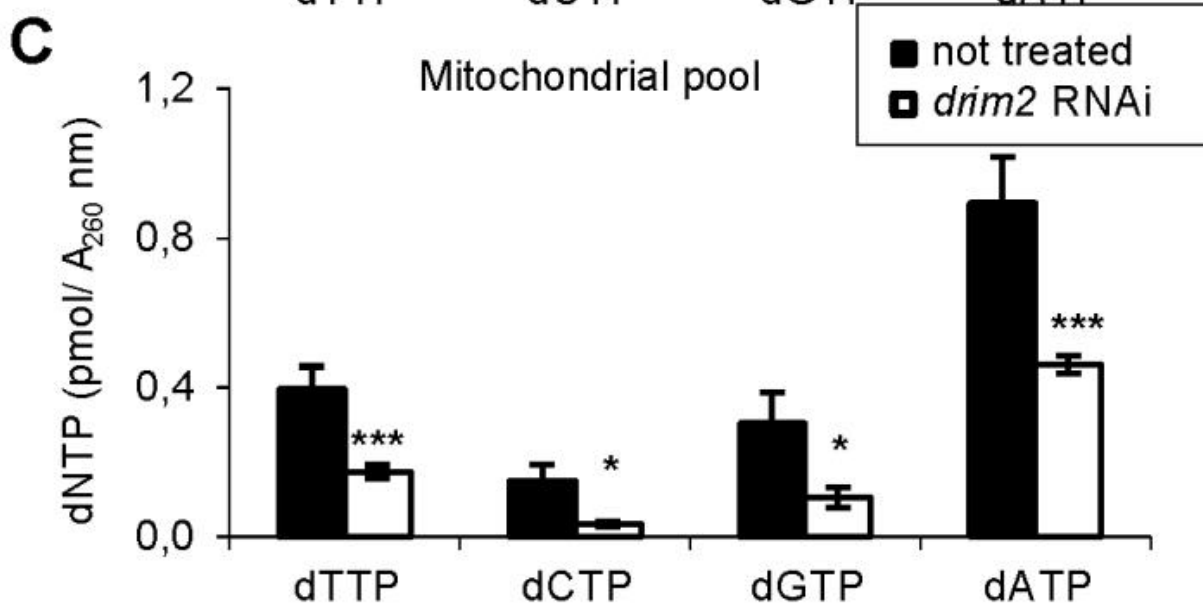 C
not treated
drim2 RNAi
Mitochondrial pool
dNTP (pmol/ A260 nm)
1,2
0,8
0,4
0,0
***
*
*
***
dTTP
dCTP
dGTP
dATP